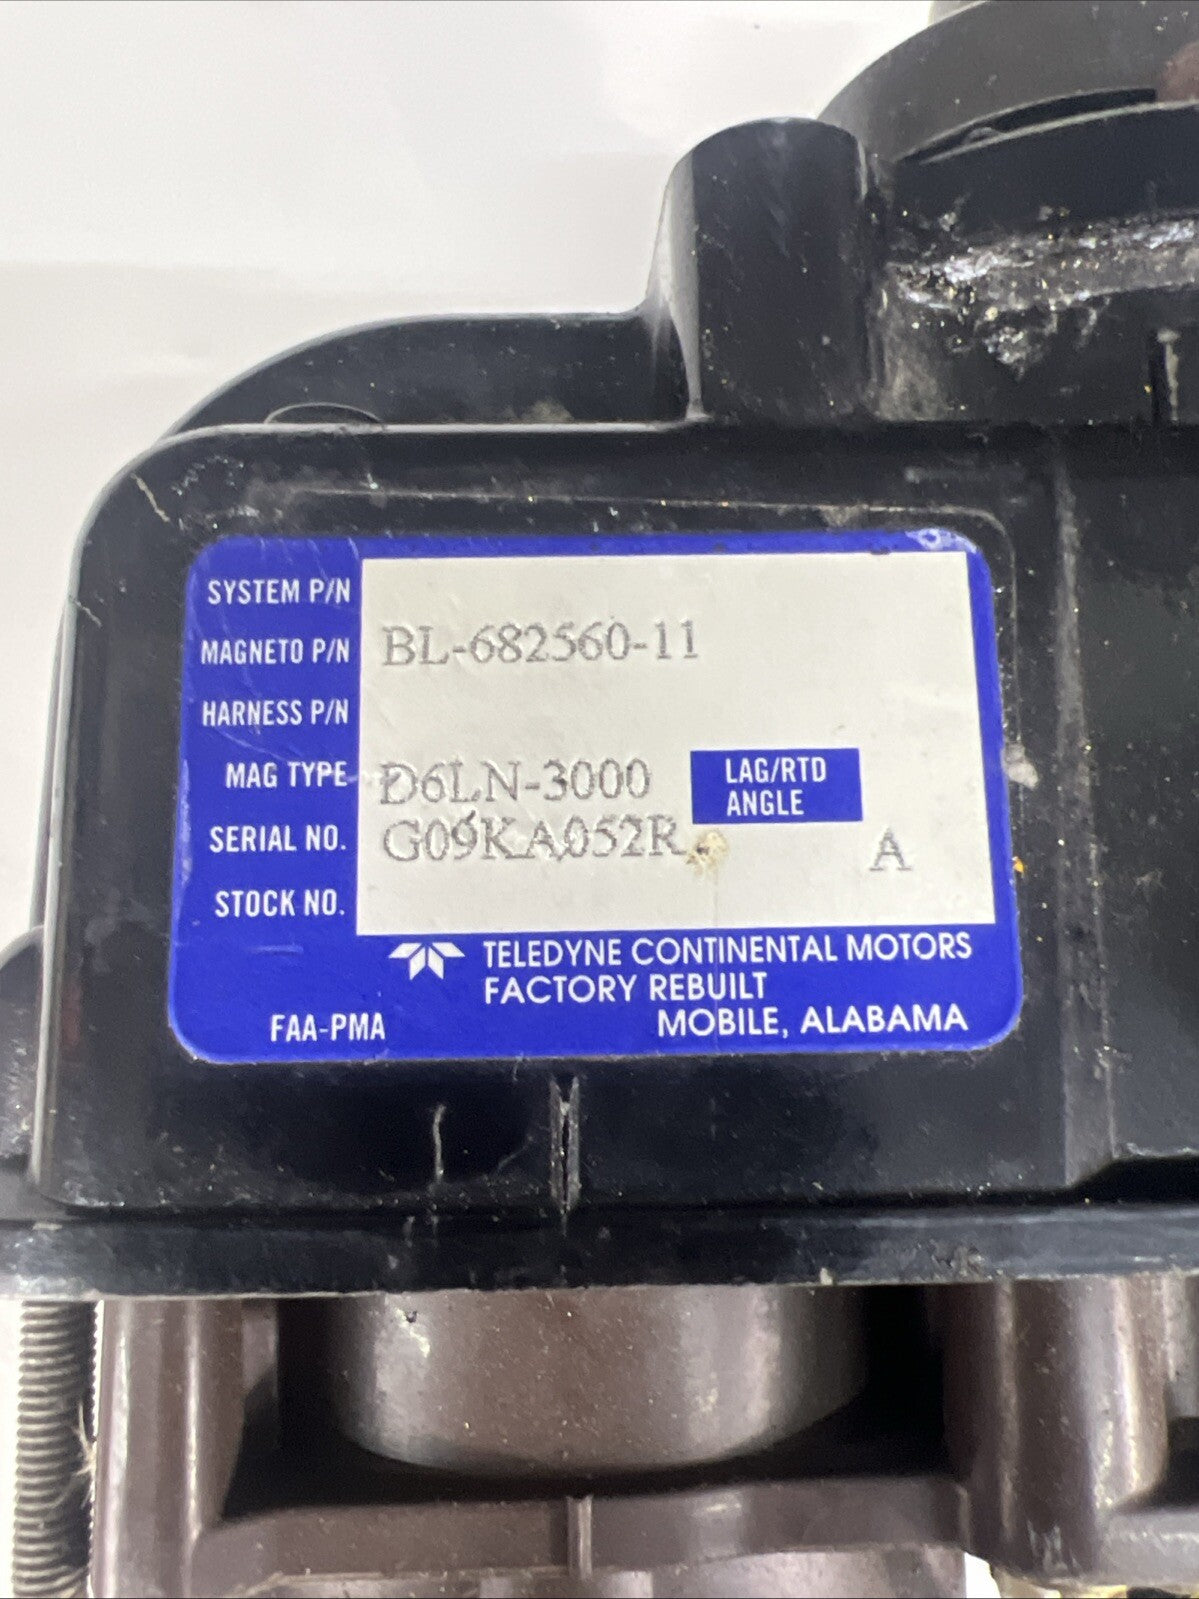 SYSTEM P/N
MAGNETO P/N BL-682560-11
HARNESS P/N
MAG TYPE D6LN-3000 LAG/RTD
ANGLE
SERIAL NO. G09KA052R A
STOCK NO.
TELEDYNE CONTINENTAL MOTORS
FACTORY REBUILT
FAA-PMA MOBILE, ALABAMA